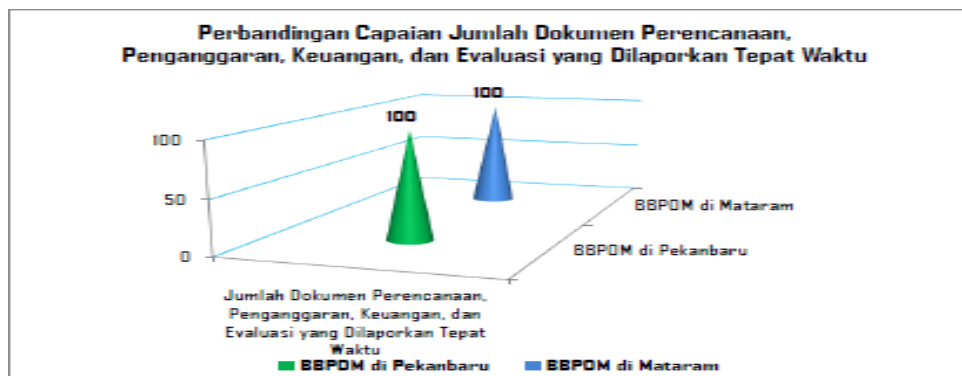 Perbandingan Capaian Jumlah Dokumen Perencanaan,
Penganggaran, Keuangan, dan Evaluasi yang Dilaporkan Tepat Waktu
100
100
100
50
0
BBPOM di Mataram
BBPOM di Pekanbaru
Jumlah Dokumen Perencanaan,
Penganggaran, Keuangan, dan
Evaluasi yang Dilaporkan Tepat
Waktu
BBPOM di Pekanbaru BBPOM di Mataram